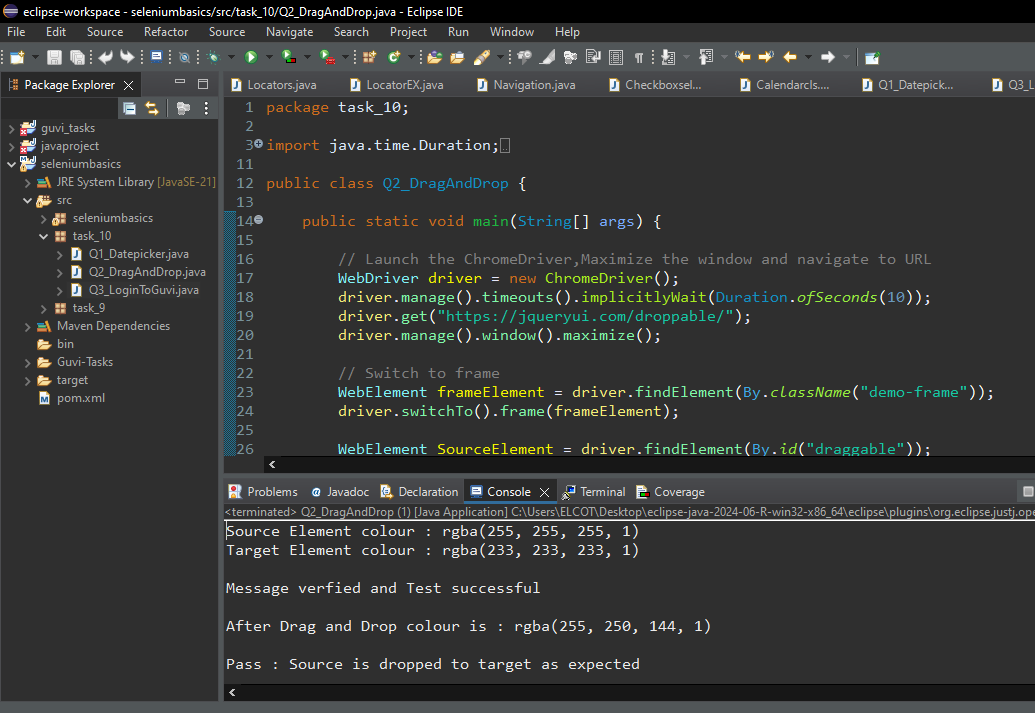 eclipse-workspace - seleniumbasics/src/task_10/Q2_DragAndDrop.java - Eclipse IDE
File Edit Source Refactor Source Navigate Search Project Run Window Help
Package Explorer
Locators.java LocatorEX.java Navigation.java Checkboxsel... Calendarcls.... Q1_Datepick... Q3_L
guvi_tasks
javaproject
seleniumbasics
JRE System Library [JavaSE-21]
src
seleniumbasics
task_10
Q1_Datepicker.java
Q2_DragAndDrop.java
Q3_LoginToGuvi.java
task_9
Maven Dependencies
bin
Guvi-Tasks
target
pom.xml
1 package task_10;
2
3 import java.time.Duration;
11
12 public class Q2_DragAndDrop {
13
14 public static void main(String[] args) {
15
16 // Launch the ChromeDriver,Maximize the window and navigate to URL
17 WebDriver driver = new ChromeDriver();
18 driver.manage().timeouts().implicitlyWait(Duration.ofSeconds(10));
19 driver.get("https://jqueryui.com/droppable/");
20 driver.manage().window().maximize();
21
22 // Switch to frame
23 WebElement frameElement = driver.findElement(By.className("demo-frame"));
24 driver.switchTo().frame(frameElement);
25
26 WebElement SourceElement = driver.findElement(By.id("draggable"));
Problems Javadoc Declaration Console Terminal Coverage
<terminated> Q2_DragAndDrop (1) [Java Application] C:\Users\ELCOT\Desktop\eclipse-java-2024-06-R-win32-x86_64\eclipse\plugins\org.eclipse.justj.ope
Source Element colour : rgba(255, 255, 255, 1)
Target Element colour : rgba(233, 233, 233, 1)
Message verfied and Test successful
After Drag and Drop colour is : rgba(255, 250, 144, 1)
Pass : Source is dropped to target as expected